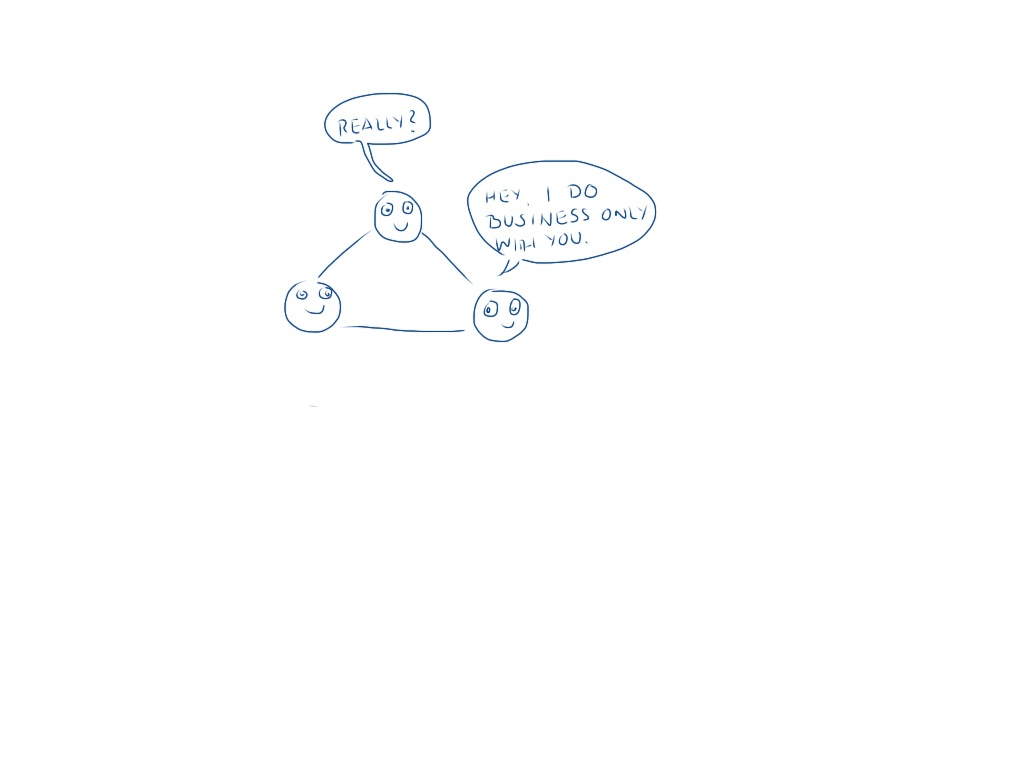 REALLY?
HEY, I DO
BUSINESS ONLY
WITH YOU.